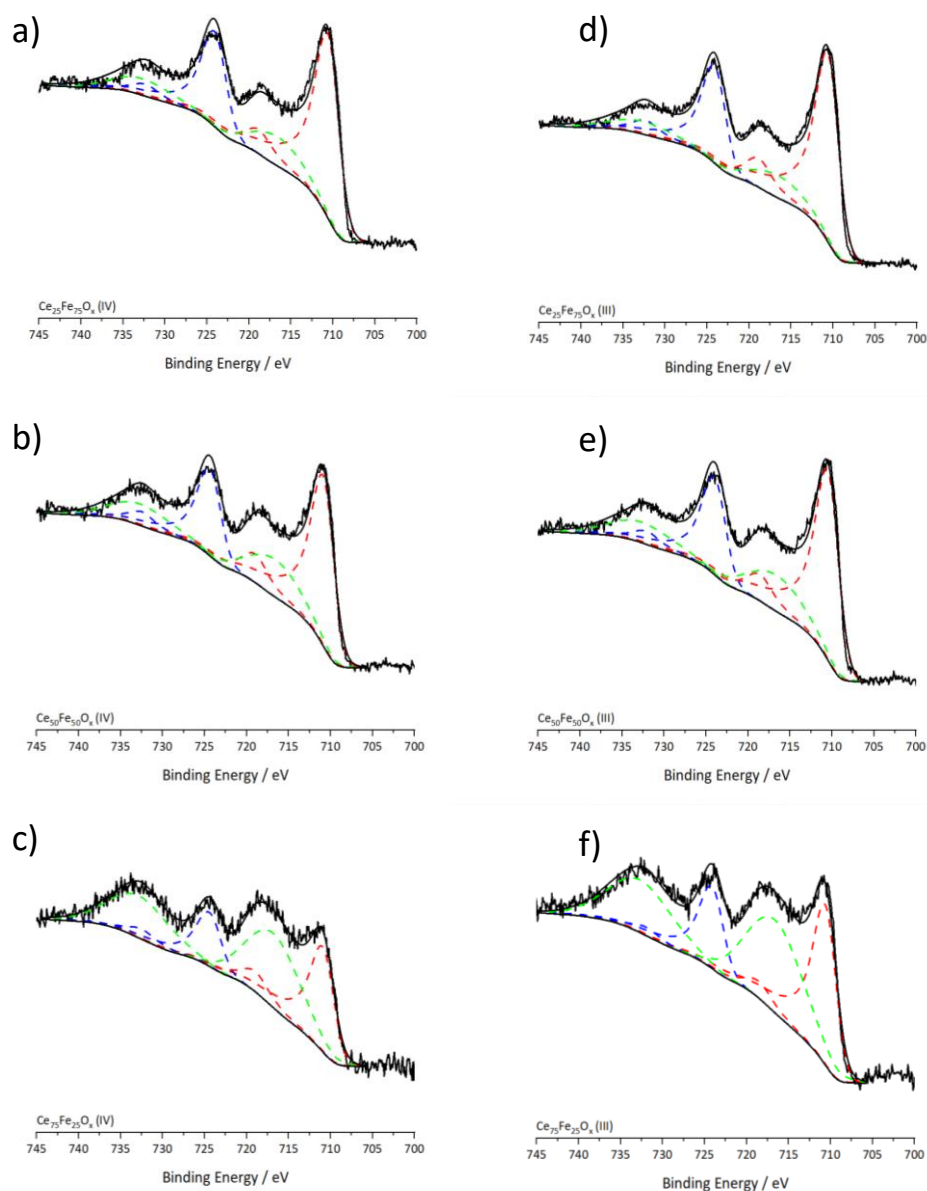 a)
Ce₂₅Fe₇₅Oₓ (IV)
745 740 735 730 725 720 715 710 705 700
Binding Energy / eV
d)
Ce₂₅Fe₇₅Oₓ (III)
745 740 735 730 725 720 715 710 705 700
Binding Energy / eV
b)
Ce₅₀Fe₅₀Oₓ (IV)
745 740 735 730 725 720 715 710 705 700
Binding Energy / eV
e)
Ce₅₀Fe₅₀Oₓ (III)
745 740 735 730 725 720 715 710 705 700
Binding Energy / eV
c)
Ce₇₅Fe₂₅Oₓ (IV)
745 740 735 730 725 720 715 710 705 700
Binding Energy / eV
f)
Ce₇₅Fe₂₅Oₓ (III)
745 740 735 730 725 720 715 710 705 700
Binding Energy / eV